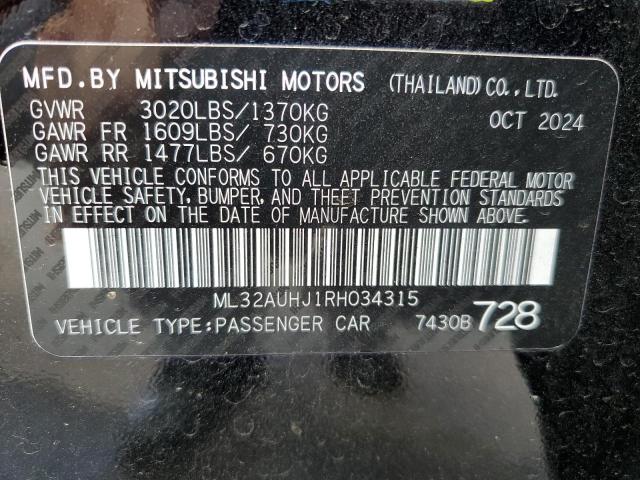 MFD.BY MITSUBISHI MOTORS (THAILAND)CO.,LTD.
GVWR 3020LBS/1370KG OCT 2024
GAWR FR 1609LBS/ 730KG
GAWR RR 1477LBS/ 670KG
THIS VEHICLE CONFORMS TO ALL APPLICABLE FEDERAL MOTOR
VEHICLE SAFETY, BUMPER, AND THEFT PREVENTION STANDARDS
IN EFFECT ON THE DATE OF MANUFACTURE SHOWN ABOVE.
ML32AUHJ1RH034315
VEHICLE TYPE:PASSENGER CAR 7430B 728